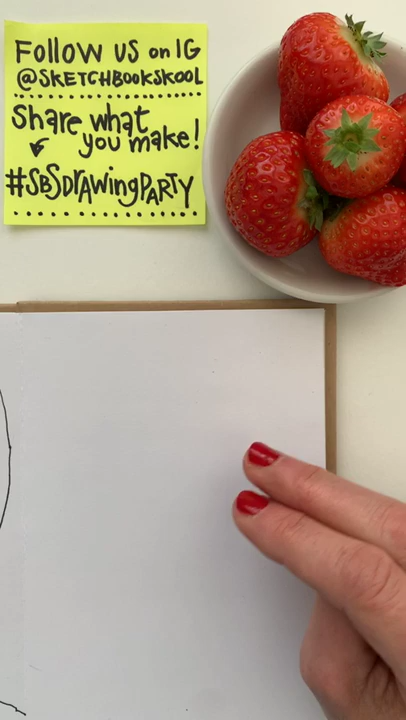 Follow us on IG
@SKETCHBOOKSKOOL
Share what
you make!
#SBSDrAWingPARTY